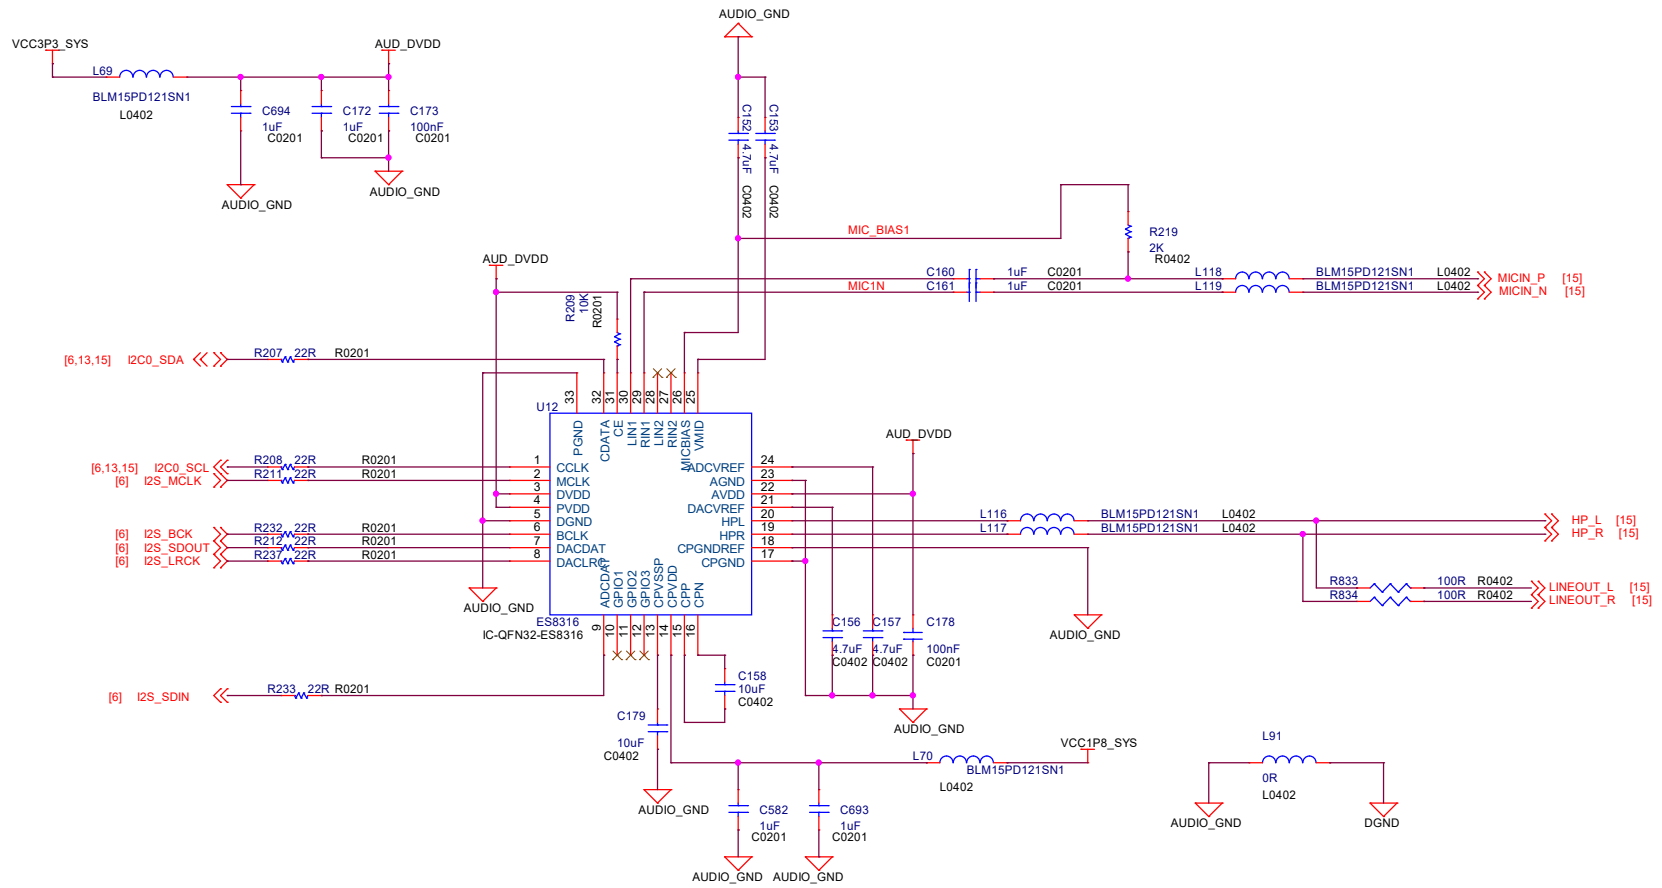 AUDIO_GND
VCC3P3_SYS
AUD_DVDD
L69
BLM15PD121SN1
L0402
C694
1uF
C0201
C172
1uF
C0201
C173
100nF
C0201
AUDIO_GND
AUDIO_GND
C152
4.7uF
C0402
C153
4.7uF
C0402
MIC_BIAS1
R219
2K
R0402
AUD_DVDD
R209
10K
R0201
C160 1uF C0201 L118 BLM15PD121SN1 L0402 MICIN_P [15]
MIC1N C161 1uF C0201 L119 BLM15PD121SN1 L0402 MICIN_N [15]
[6,13,15] I2C0_SDA R207 22R R0201
33 32 31 30 29 28 27 26 25
U12
PGND CDATA CE LIN1 RIN1 LIN2 RIN2 MICBIAS VMID
AUD_DVDD
[6,13,15] I2C0_SCL R208 22R R0201 1 CCLK
[6] I2S_MCLK R211 22R R0201 2 MCLK
3 DVDD
4 PVDD
5 DGND
[6] I2S_BCK R232 22R R0201 6 BCLK
[6] I2S_SDOUT R212 22R R0201 7 DACDAT
[6] I2S_LRCK R237 22R R0201 8 DACLRC
ADCVREF 24
AGND 23
AVDD 22
DACVREF 21
HPL 20 L116 BLM15PD121SN1 L0402 HP_L [15]
HPR 19 L117 BLM15PD121SN1 L0402 HP_R [15]
CPGNDREF 18
CPGND 17
R833 100R R0402 LINEOUT_L [15]
R834 100R R0402 LINEOUT_R [15]
ADCDAT GPIO1 GPIO2 GPIO3 CPVSSP CPVDD CPP CPN
AUDIO_GND
ES8316
IC-QFN32-ES8316
9 10 11 12 13 14 15 16
C156
4.7uF
C0402
C157
4.7uF
C0402
C178
100nF
C0201
AUDIO_GND
[6] I2S_SDIN R233 22R R0201
C158
10uF
C0402
C179
10uF
C0402
AUDIO_GND
AUDIO_GND
VCC1P8_SYS
L70
BLM15PD121SN1
L0402
L91
0R
L0402
C582
1uF
C0201
C693
1uF
C0201
AUDIO_GND
DGND
AUDIO_GND
AUDIO_GND